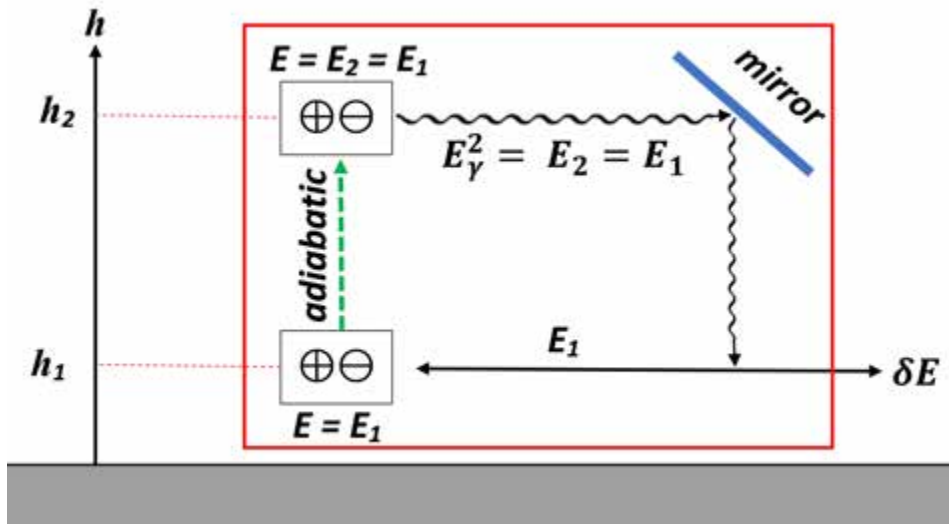 h
E = E₂ = E₁
mirror
h₂
⊕⊖
E²ᵧ = E₂ = E₁
adiabatic
E₁
h₁
⊕⊖
δE
E = E₁